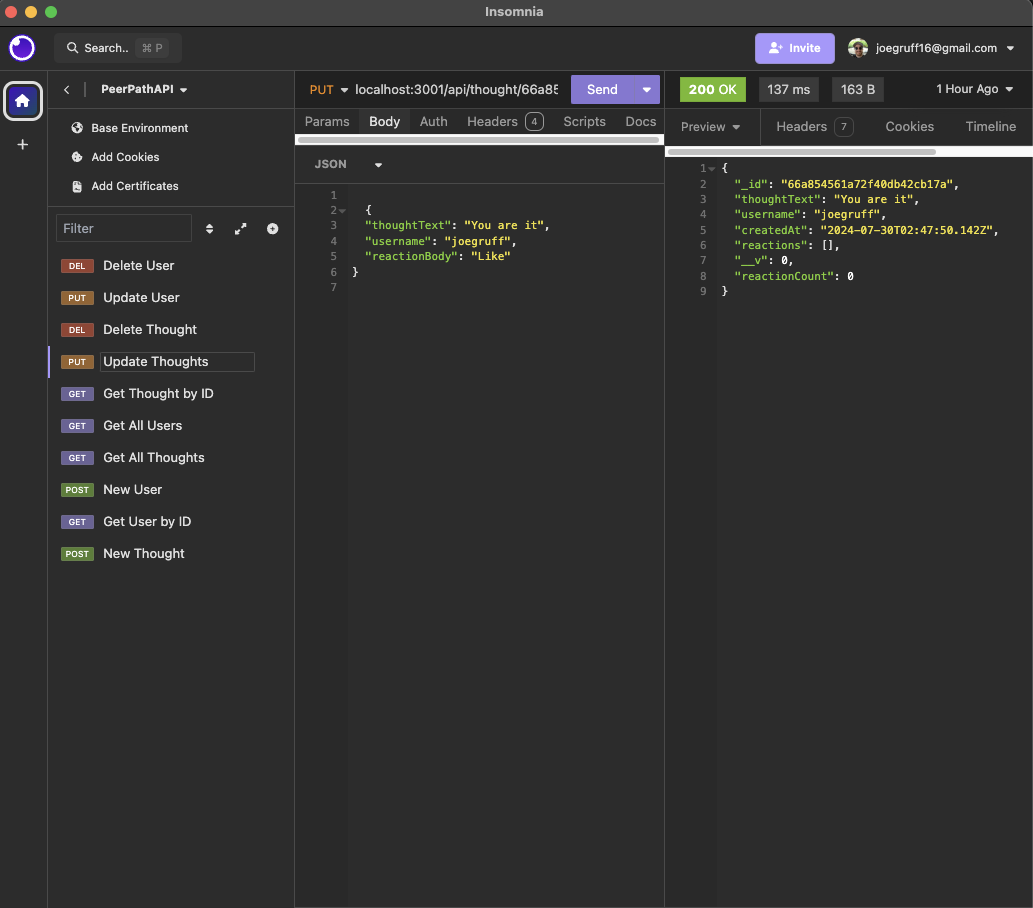 Insomnia
Search.. ⌘ P
Invite
joegruff16@gmail.com
PeerPathAPI
Base Environment
Add Cookies
Add Certificates
Filter
DEL Delete User
PUT Update User
DEL Delete Thought
PUT Update Thoughts
GET Get Thought by ID
GET Get All Users
GET Get All Thoughts
POST New User
GET Get User by ID
POST New Thought
PUT localhost:3001/api/thought/66a85 Send
Params Body Auth Headers 4 Scripts Docs
JSON
1
2 {
3 "thoughtText": "You are it",
4 "username": "joegruff",
5 "reactionBody": "Like"
6 }
7
200 OK 137 ms 163 B 1 Hour Ago
Preview Headers 7 Cookies Timeline
1 {
2 "_id": "66a854561a72f40db42cb17a",
3 "thoughtText": "You are it",
4 "username": "joegruff",
5 "createdAt": "2024-07-30T02:47:50.142Z",
6 "reactions": [],
7 "__v": 0,
8 "reactionCount": 0
9 }